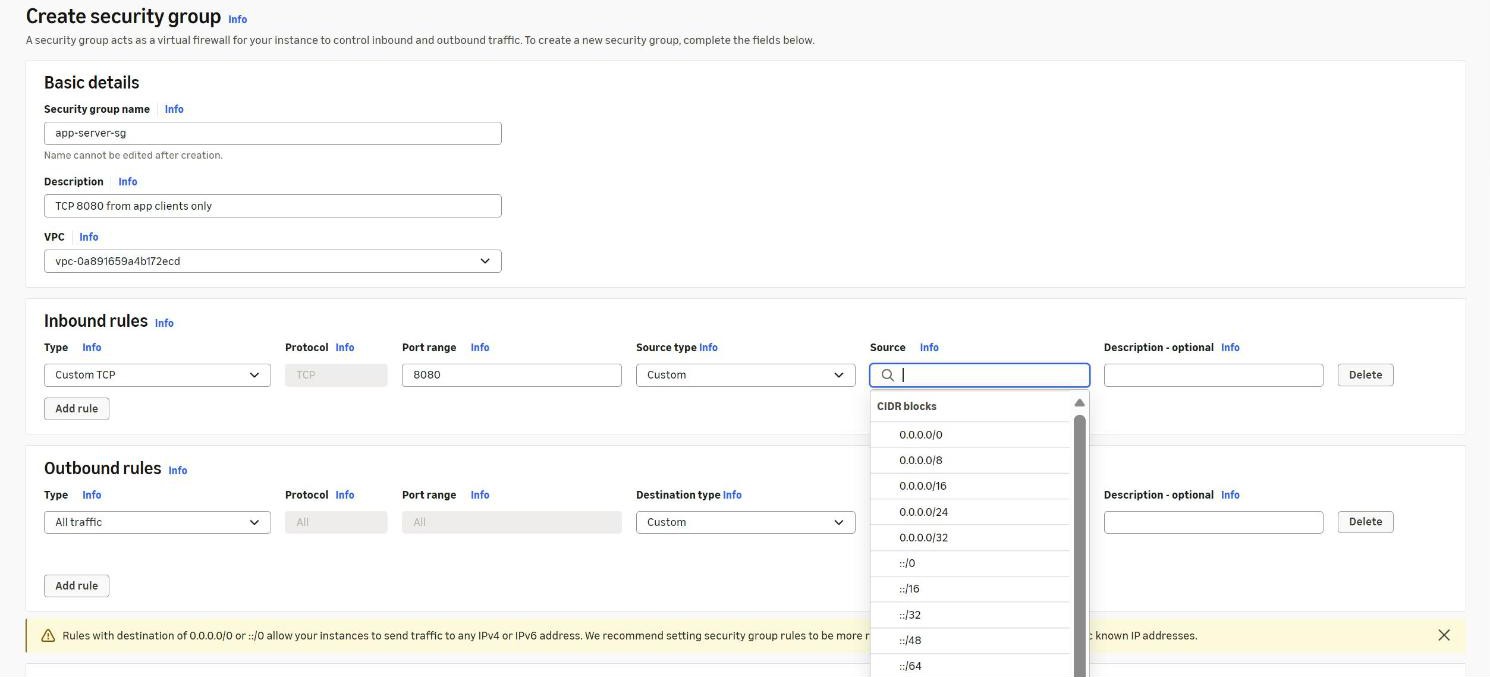 Create security group Info
A security group acts as a virtual firewall for your instance to control inbound and outbound traffic. To create a new security group, complete the fields below.
Basic details
Security group name Info
app-server-sg
Name cannot be edited after creation.
Description Info
TCP 8080 from app clients only
VPC Info
vpc-0a891659a4b172ecd
Inbound rules Info
Type Info Protocol Info Port range Info Source type Info Source Info Description - optional Info
Custom TCP TCP 8080 Custom Delete
Add rule
CIDR blocks
0.0.0.0/0
0.0.0.0/8
0.0.0.0/16
0.0.0.0/24
0.0.0.0/32
::/0
::/16
::/32
::/48
::/64
Outbound rules Info
Type Info Protocol Info Port range Info Destination type Info Description - optional Info
All traffic All All Custom Delete
Add rule
Rules with destination of 0.0.0.0/0 or ::/0 allow your instances to send traffic to any IPv4 or IPv6 address. We recommend setting security group rules to be more known IP addresses.